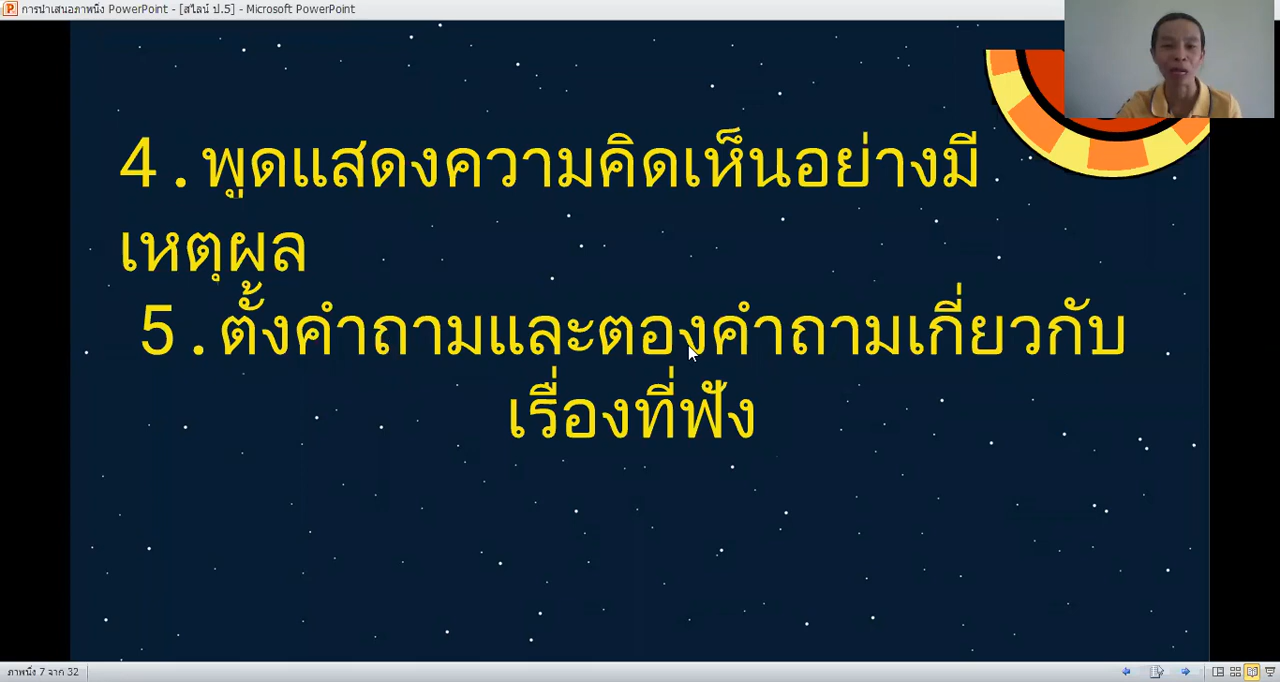 การนำเสนอภาพนิ่ง PowerPoint - [สไลน์ ป.5] - Microsoft PowerPoint
4.พูดแสดงความคิดเห็นอย่างมี
เหตุผล
5.ตั้งคำถามและตองคำถามเกี่ยวกับ
เรื่องที่ฟัง
ภาพนิ่ง 7 จาก 32